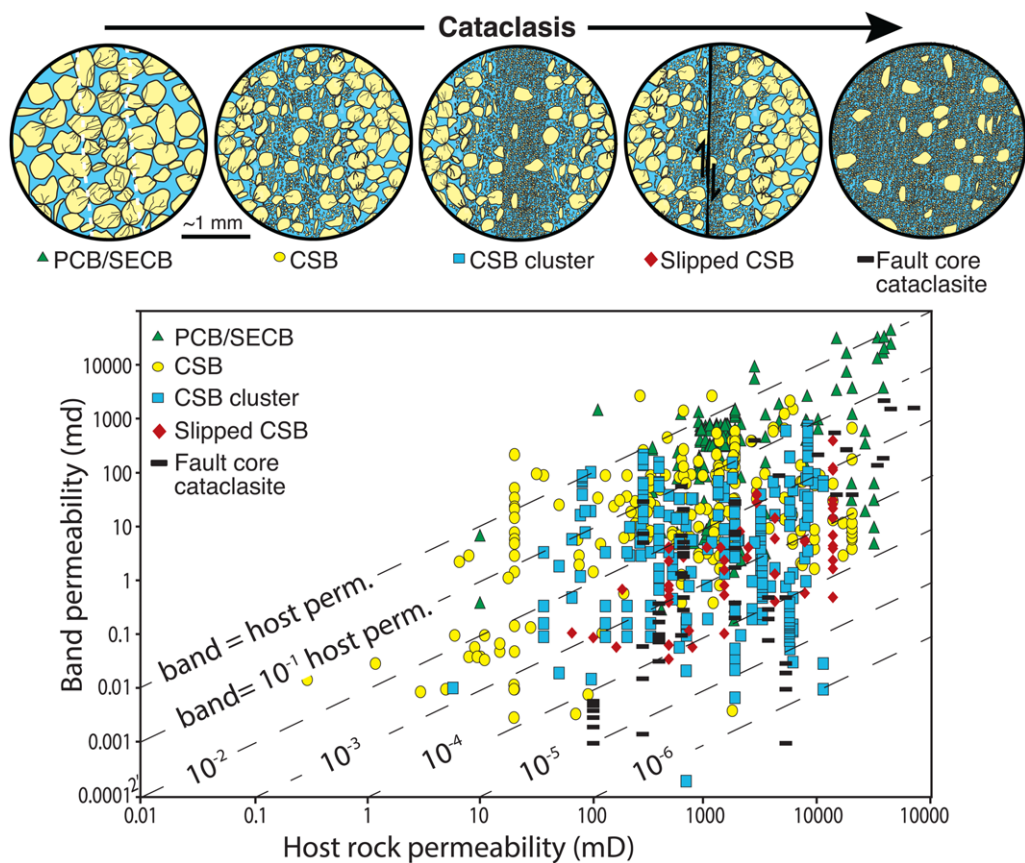 Cataclasis
~1 mm
PCB/SECB
CSB
CSB cluster
Slipped CSB
Fault core
cataclasite
PCB/SECB
CSB
CSB cluster
Slipped CSB
Fault core
cataclasite
Band permeability (md)
10000
1000
100
10
1
0.1
0.01
0.001
0.0001
band = host perm.
band= 10⁻¹ host perm.
10⁻²
10⁻³
10⁻⁴
10⁻⁵
10⁻⁶
0.01
0.1
1
10
100
1000
10000
10000
Host rock permeability (mD)